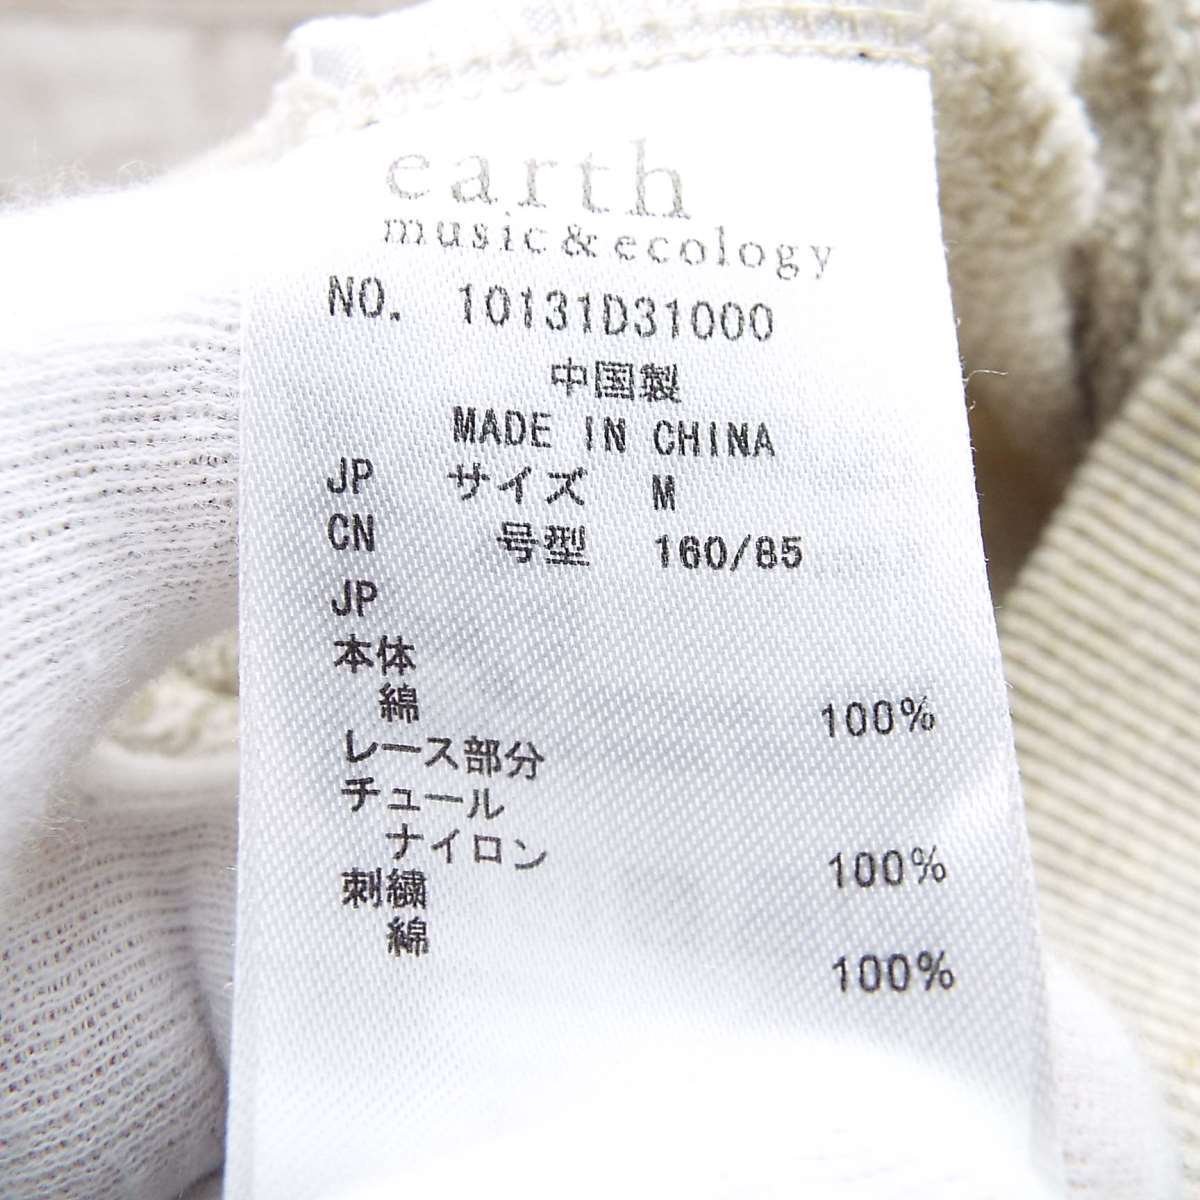 earth
music&ecology
NO. 10131D31000
中国製
MADE IN CHINA
JP サイズ M
CN 号型 160/85
JP
本体
綿 100%
レース部分
チュール
ナイロン 100%
刺繍
綿 100%